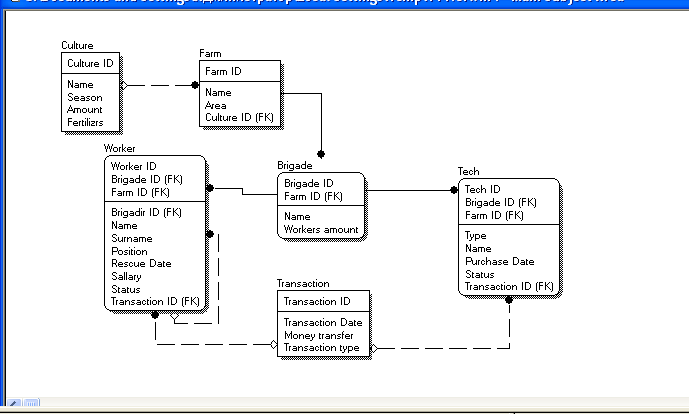 Culture
Culture ID
Name
Season
Amount
Fertilizrs
Farm
Farm ID
Name
Area
Culture ID (FK)
Worker
Worker ID
Brigade ID (FK)
Farm ID (FK)
Brigadir ID (FK)
Name
Surname
Position
Rescue Date
Sallary
Status
Transaction ID (FK)
Brigade
Brigade ID
Farm ID (FK)
Name
Workers amount
Tech
Tech ID
Brigade ID (FK)
Farm ID (FK)
Type
Name
Purchase Date
Status
Transaction ID (FK)
Transaction
Transaction ID
Transaction Date
Money transfer
Transaction type